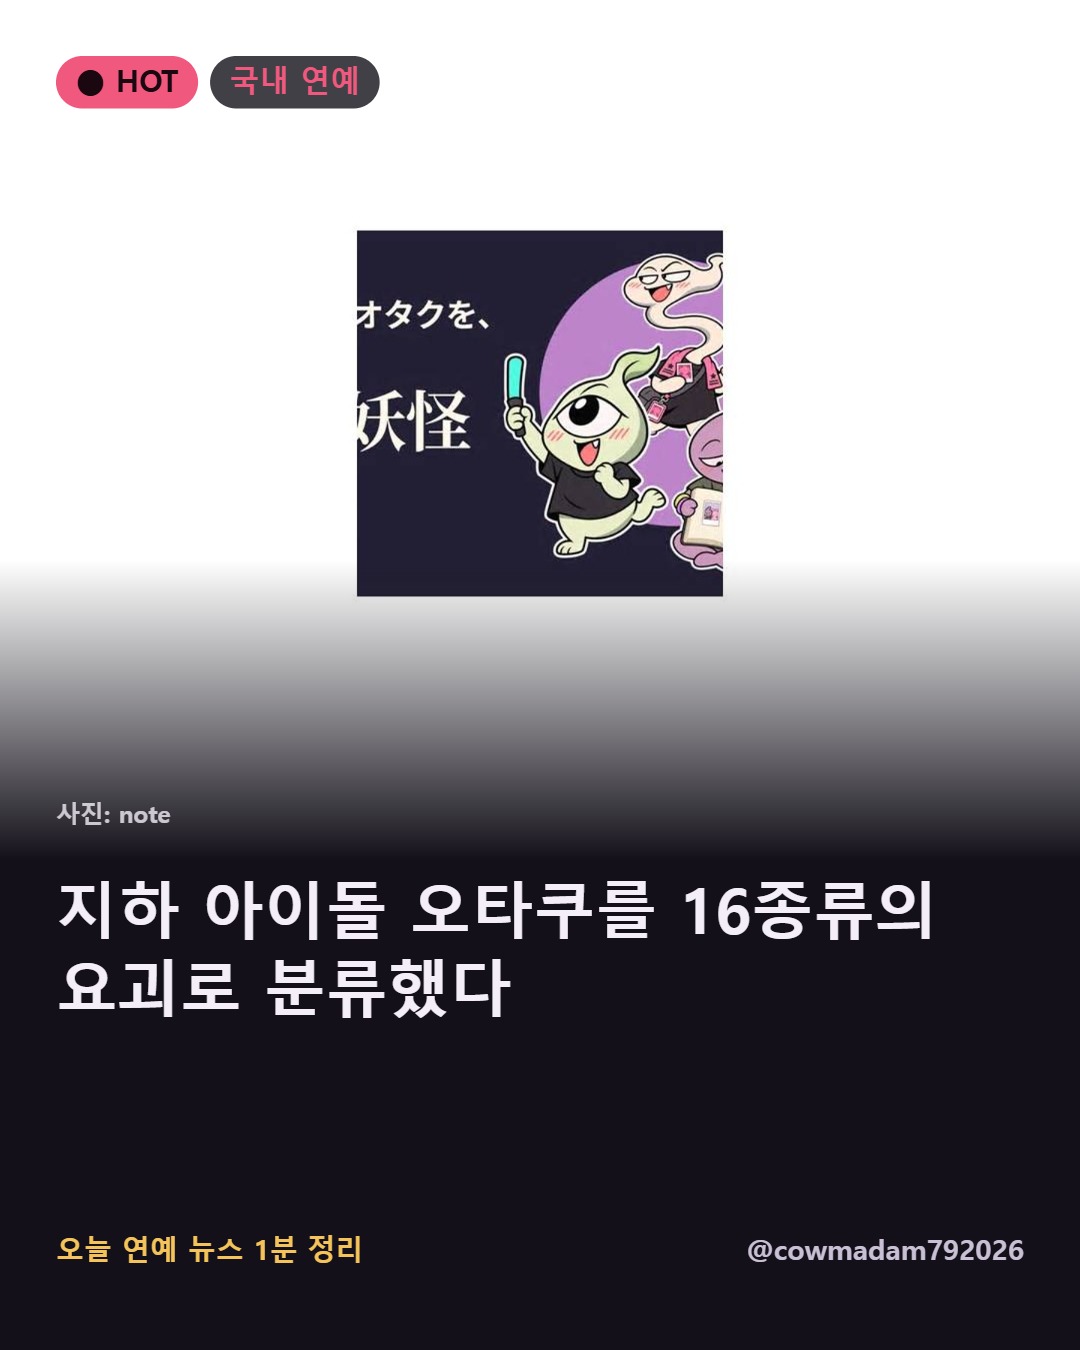 HOT
국내 연예
オタクを、
妖怪
사진: note
지하 아이돌 오타쿠를 16종류의
요괴로 분류했다
오늘 연예 뉴스 1분 정리
@cowmadam792026